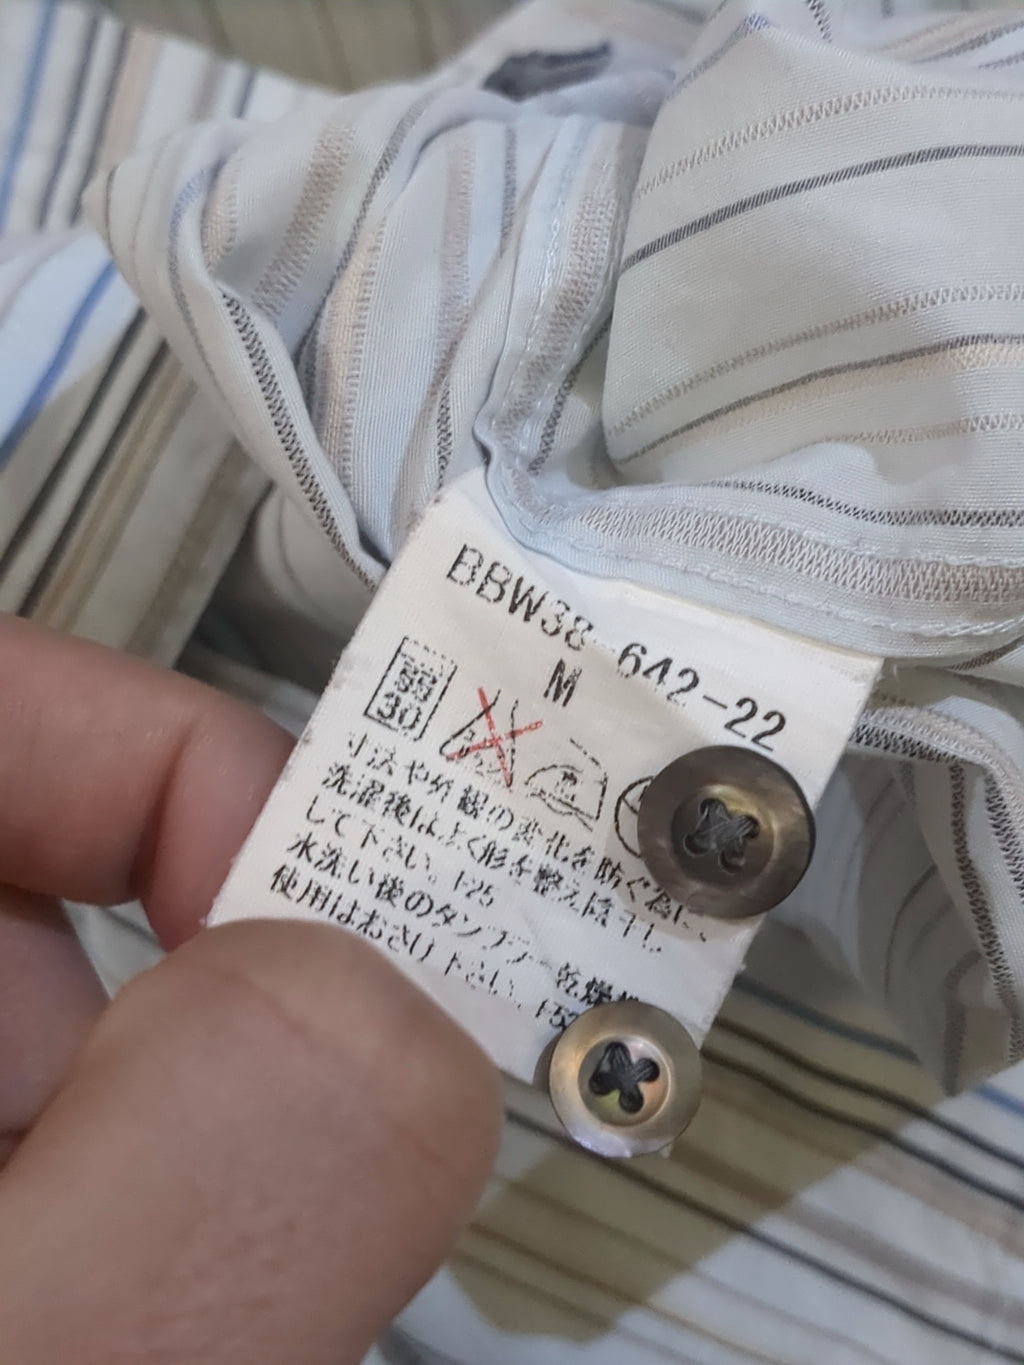 BBW38-642-22
M
弱
30
寸法や外観の変化を防ぐ為に、
洗濯後はよく形を整え陰干し
して下さい。F25
水洗い後のタンブラー乾燥
使用はおさけ下さい。F52